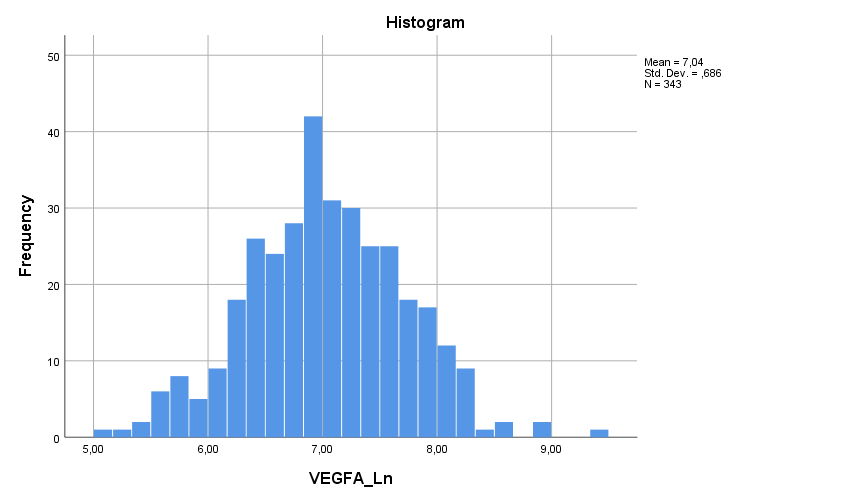 Histogram
Mean = 7,04
Std. Dev. = ,686
N = 343
50
40
30
20
10
0
Frequency
5,00 6,00 7,00 8,00 9,00
VEGFA_Ln